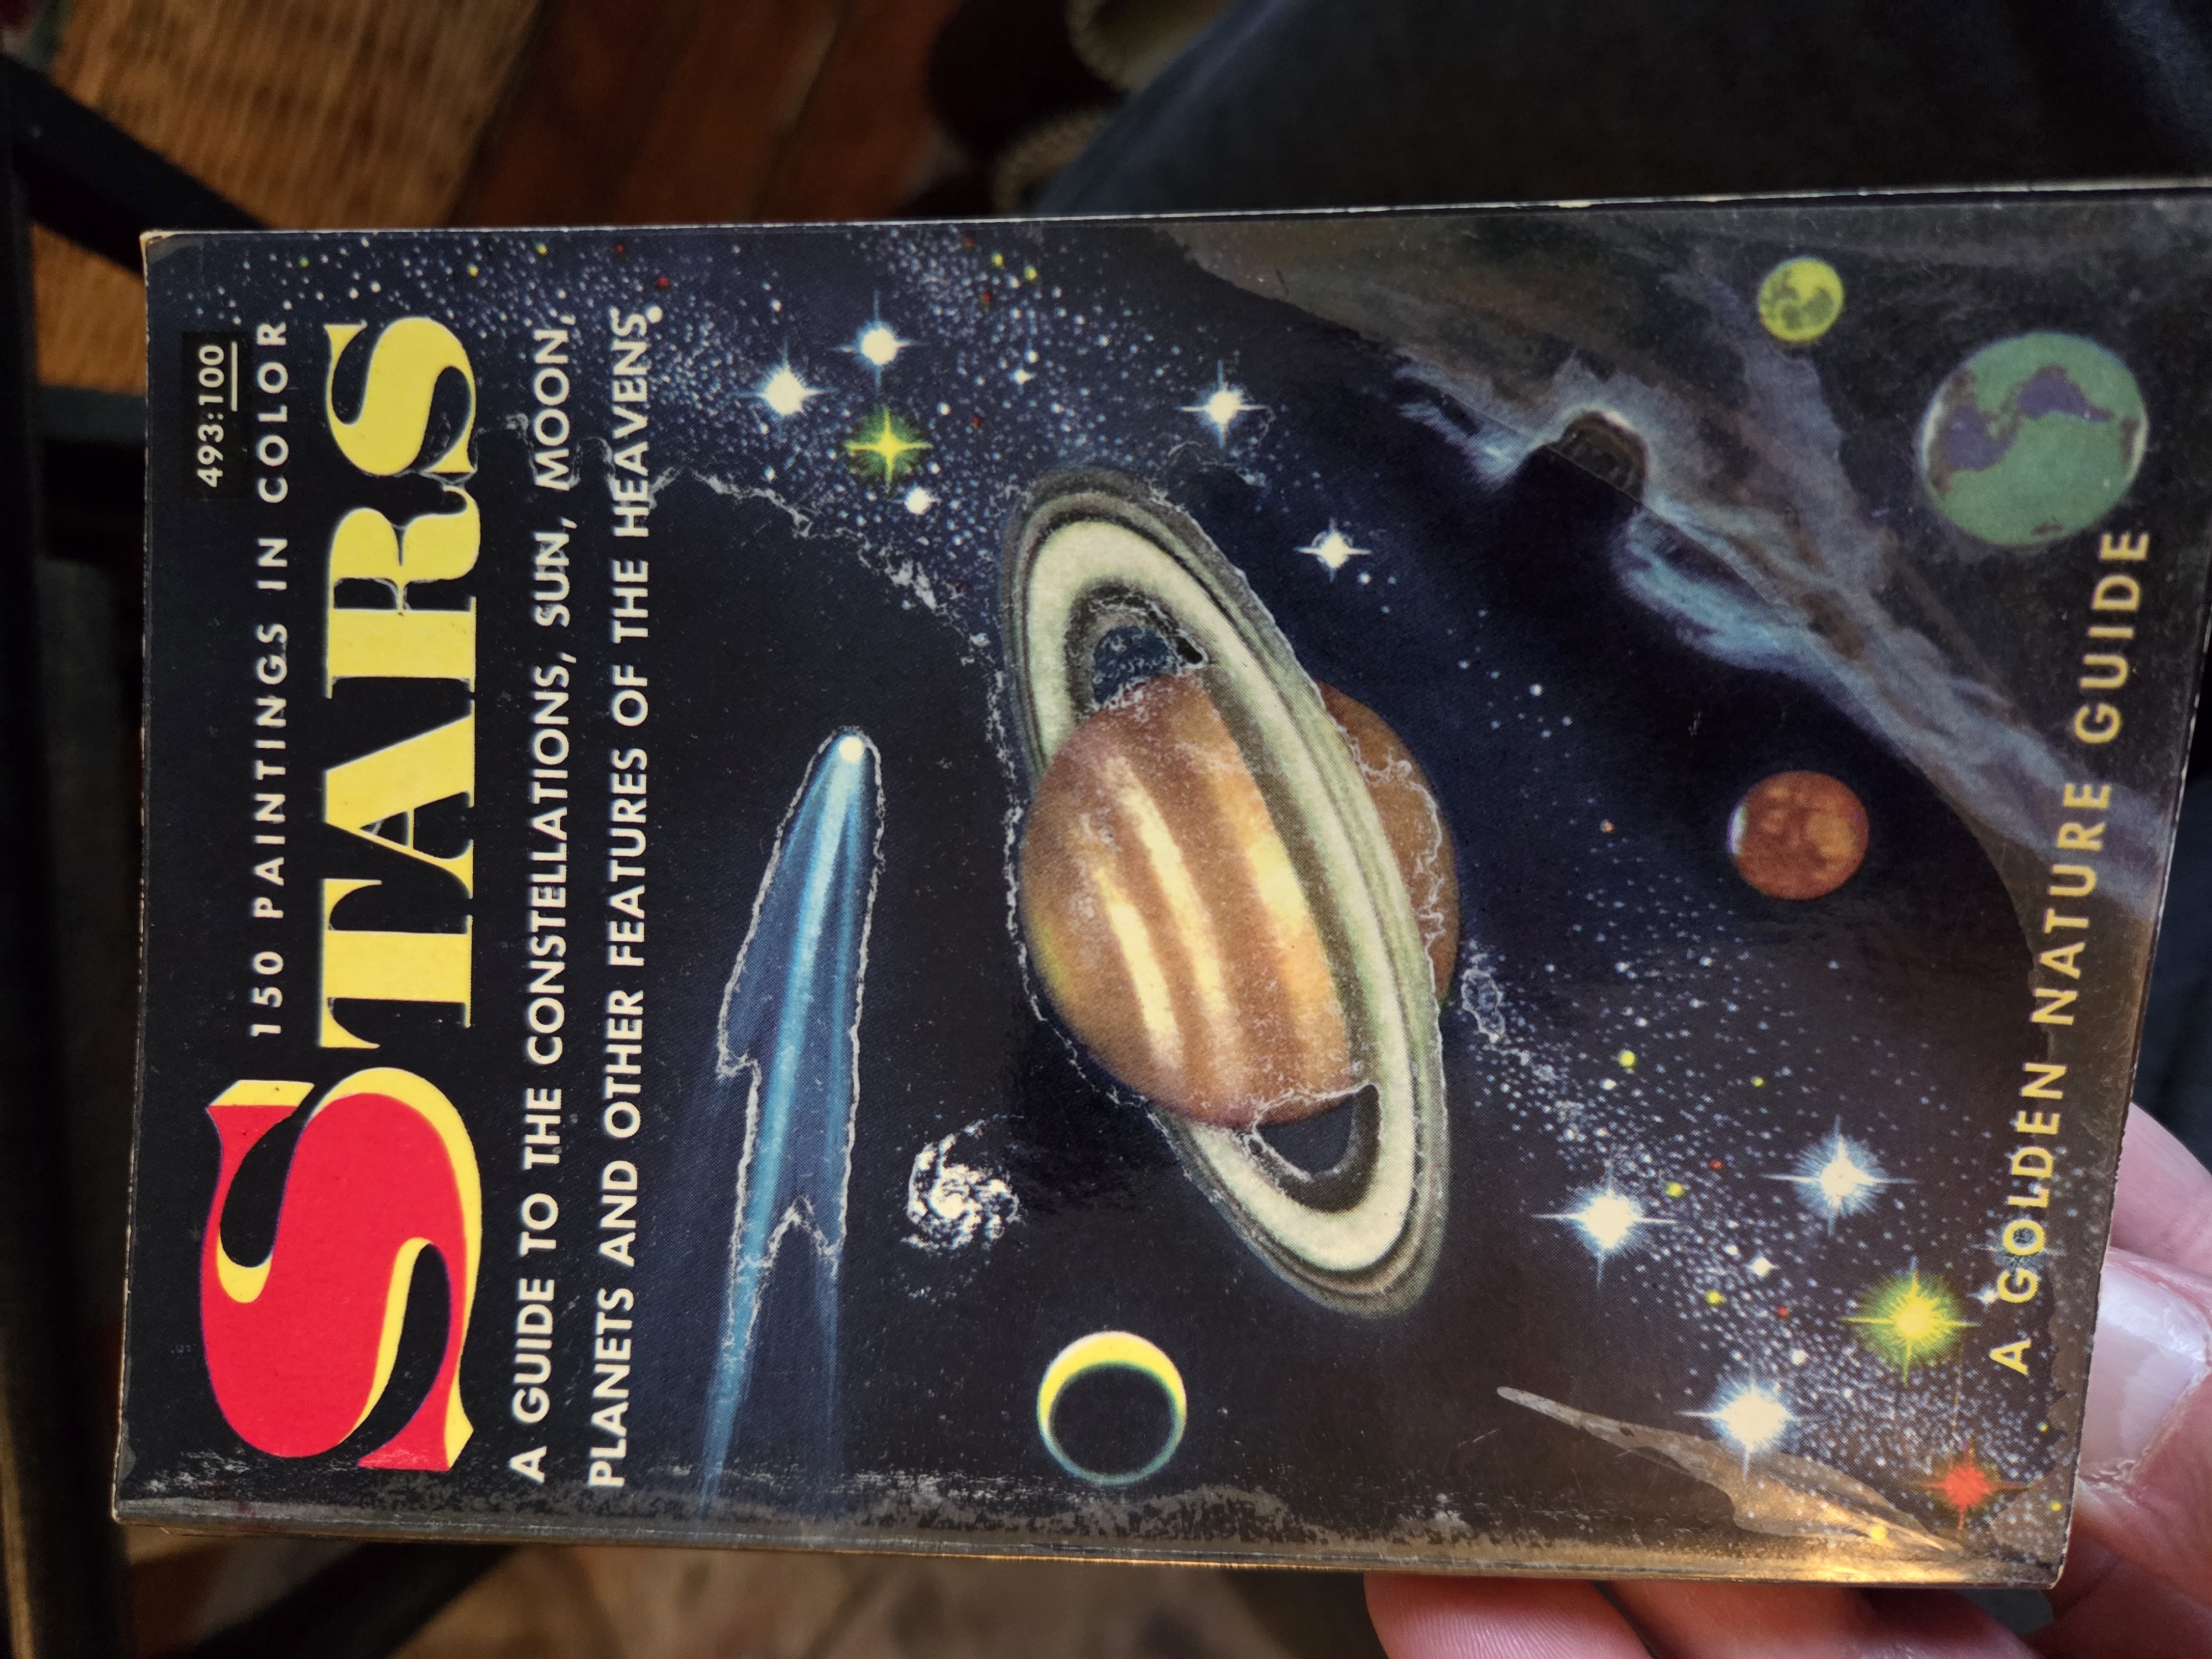 493:100
150 PAINTINGS IN COLOR
STARS
A GUIDE TO THE CONSTELLATIONS, SUN, MOON,
PLANETS AND OTHER FEATURES OF THE HEAVENS
A GOLDEN NATURE GUIDE